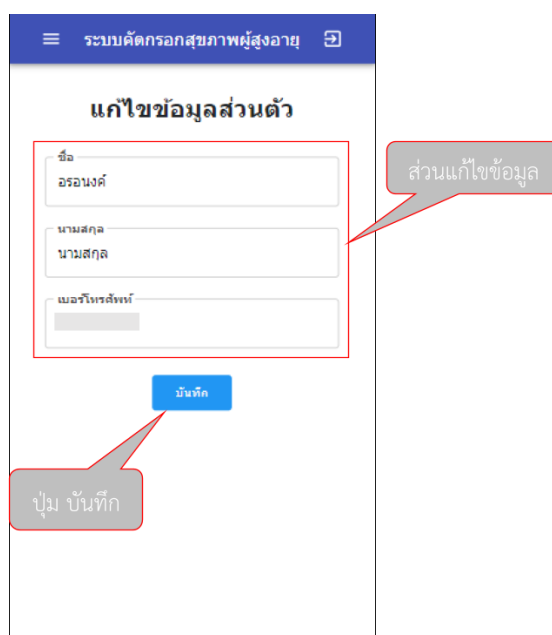 ระบบคัดกรอกสุขภาพผู้สูงอายุ
แก้ไขข้อมูลส่วนตัว
ชื่อ
อรอนงค์
ส่วนแก้ไขข้อมูล
นามสกุล
นามสกุล
เบอร์โทรศัพท์
บันทึก
ปุ่ม บันทึก